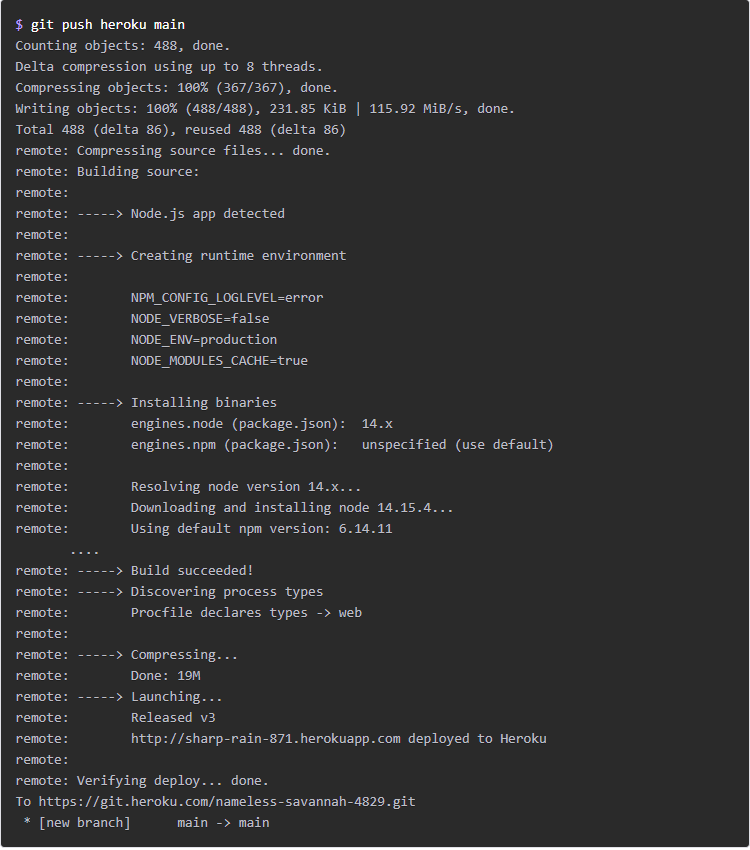 $ git push heroku main
Counting objects: 488, done.
Delta compression using up to 8 threads.
Compressing objects: 100% (367/367), done.
Writing objects: 100% (488/488), 231.85 KiB | 115.92 MiB/s, done.
Total 488 (delta 86), reused 488 (delta 86)
remote: Compressing source files... done.
remote: Building source:
remote:
remote: -----> Node.js app detected
remote:
remote: -----> Creating runtime environment
remote:
remote:        NPM_CONFIG_LOGLEVEL=error
remote:        NODE_VERBOSE=false
remote:        NODE_ENV=production
remote:        NODE_MODULES_CACHE=true
remote:
remote: -----> Installing binaries
remote:        engines.node (package.json):  14.x
remote:        engines.npm (package.json):   unspecified (use default)
remote:
remote:        Resolving node version 14.x...
remote:        Downloading and installing node 14.15.4...
remote:        Using default npm version: 6.14.11
       ....
remote: -----> Build succeeded!
remote: -----> Discovering process types
remote:        Procfile declares types -> web
remote:
remote: -----> Compressing...
remote:        Done: 19M
remote: -----> Launching...
remote:        Released v3
remote:        http://sharp-rain-871.herokuapp.com deployed to Heroku
remote:
remote: Verifying deploy... done.
To https://git.heroku.com/nameless-savannah-4829.git
 * [new branch]      main -> main